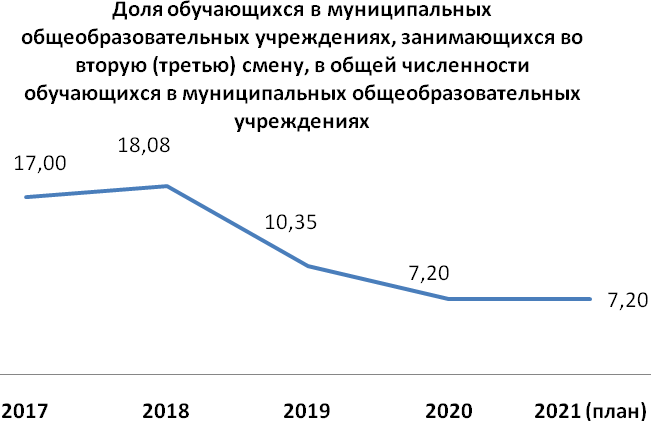 Доля обучающихся в муниципальных
общеобразовательных учреждениях, занимающихся во
вторую (третью) смену, в общей численности
обучающихся в муниципальных общеобразовательных
учреждениях
17,00
18,08
10,35
7,20
7,20
2017 2018 2019 2020 2021 (план)